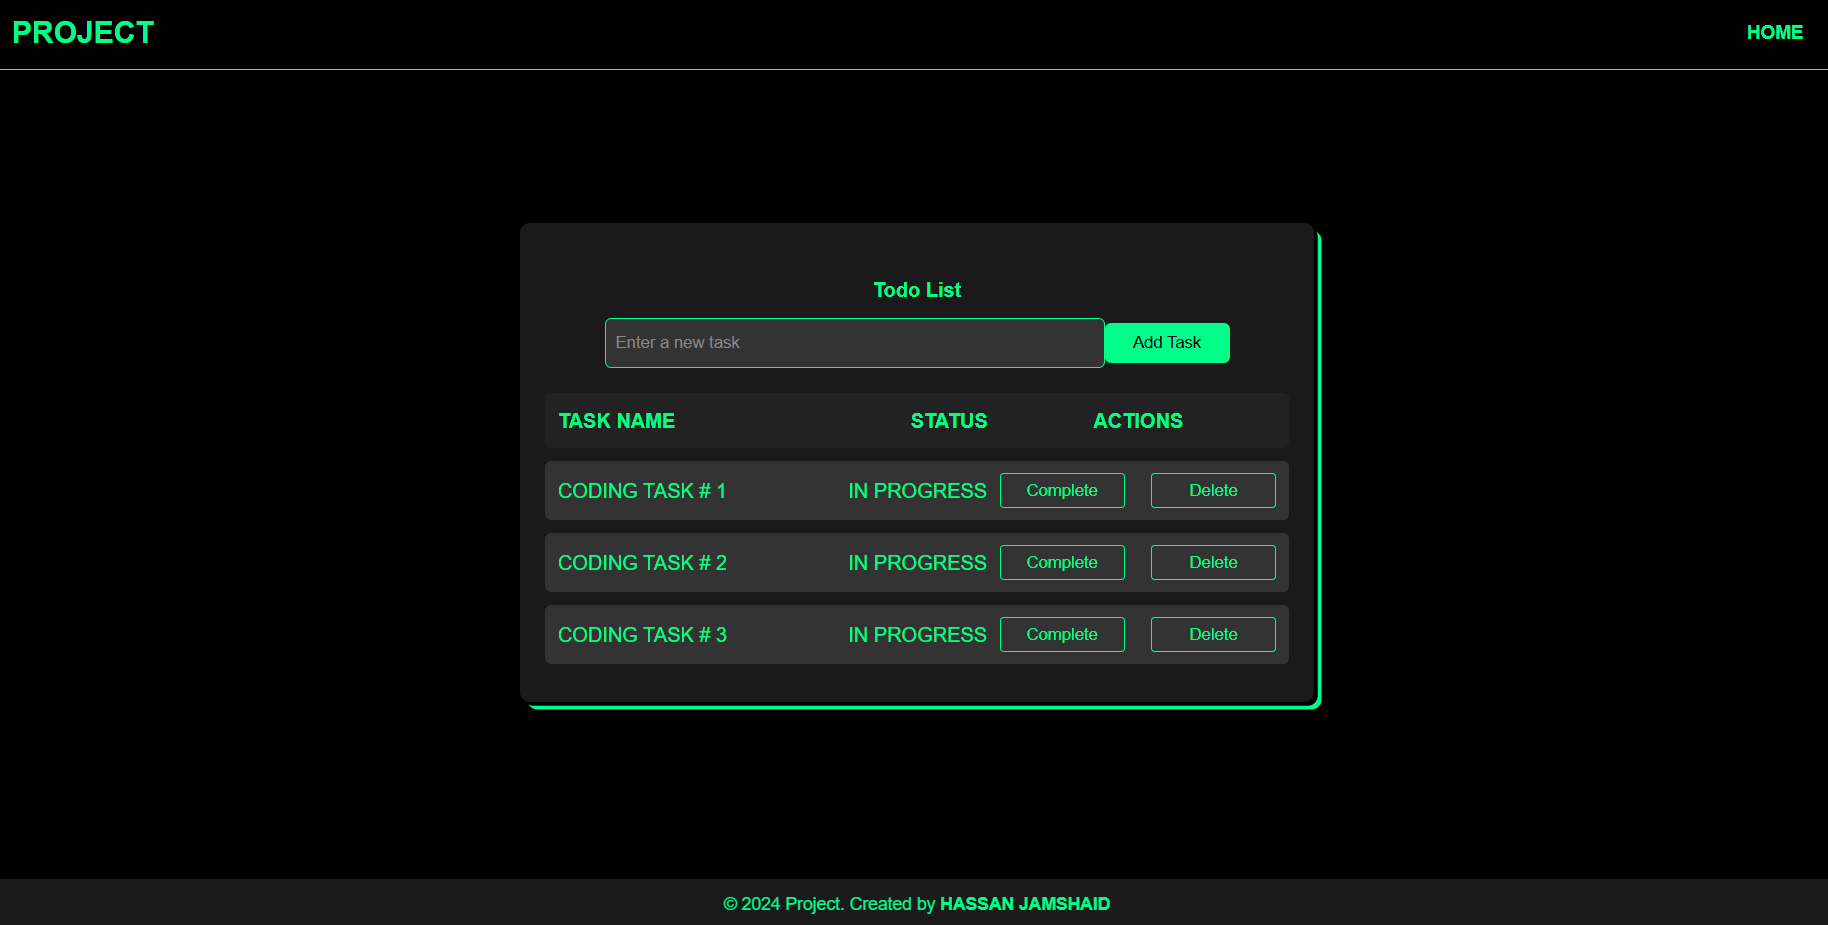 PROJECT HOME
Todo List
Enter a new task Add Task
TASK NAME STATUS ACTIONS
CODING TASK # 1 IN PROGRESS Complete Delete
CODING TASK # 2 IN PROGRESS Complete Delete
CODING TASK # 3 IN PROGRESS Complete Delete
© 2024 Project. Created by HASSAN JAMSHAID